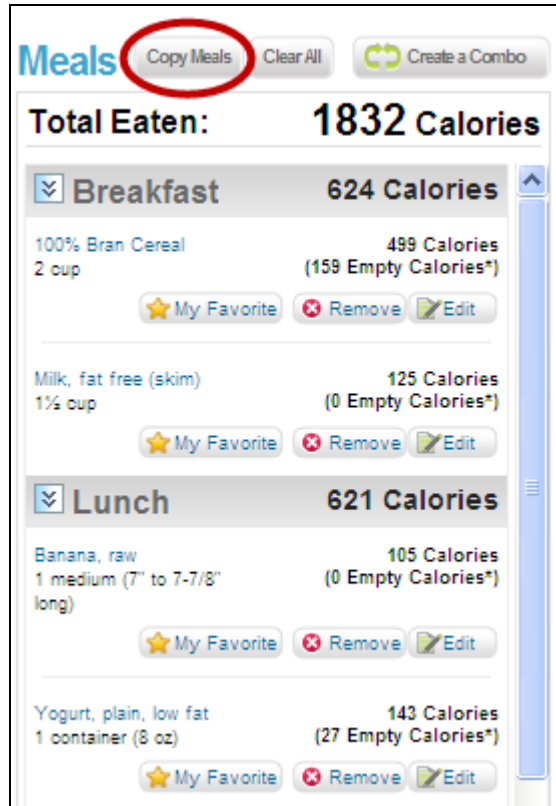 Meals Copy Meals Clear All Create a Combo
Total Eaten: 1832 Calories
Breakfast 624 Calories
100% Bran Cereal 499 Calories
2 cup (159 Empty Calories*)
My Favorite Remove Edit
Milk, fat free (skim) 125 Calories
1½ cup (0 Empty Calories*)
My Favorite Remove Edit
Lunch 621 Calories
Banana, raw 105 Calories
1 medium (7" to 7-7/8" (0 Empty Calories*)
long)
My Favorite Remove Edit
Yogurt, plain, low fat 143 Calories
1 container (8 oz) (27 Empty Calories*)
My Favorite Remove Edit